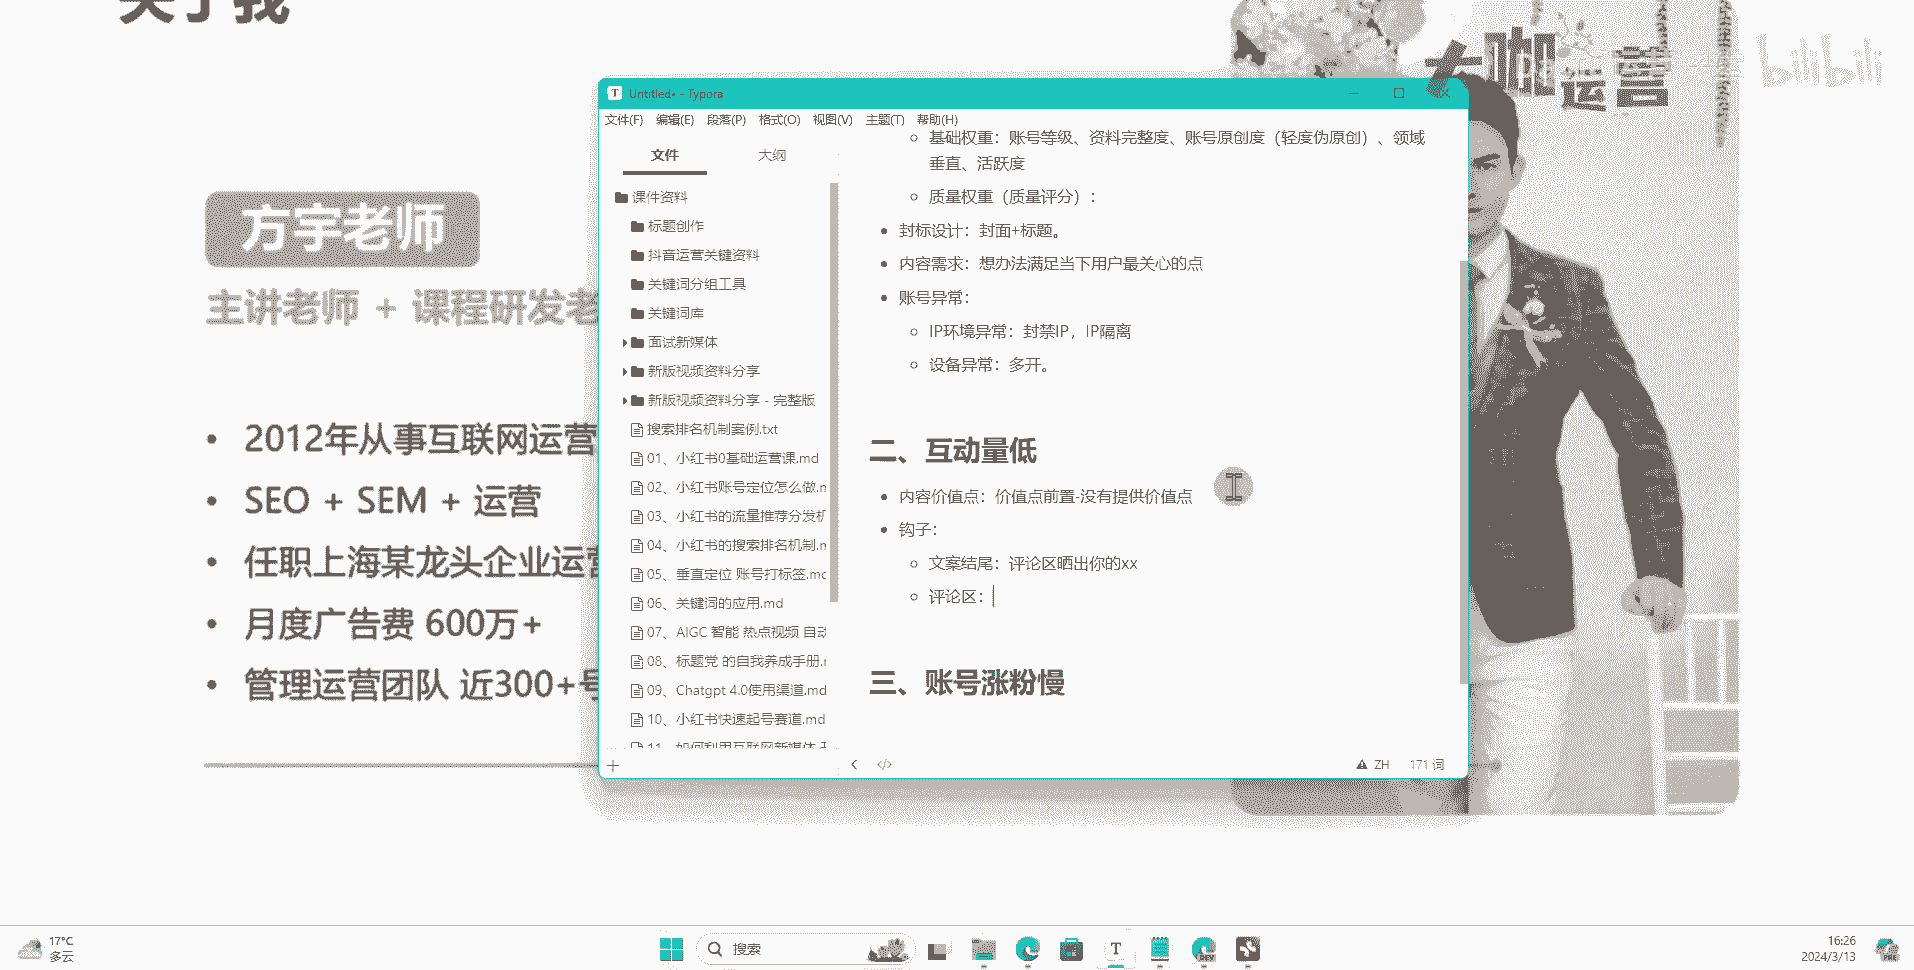 关于我
大咖运营
bilibili
方宇老师
主讲老师 + 课程研发老
2012年从事互联网运营
SEO + SEM + 运营
任职上海某龙头企业运营
月度广告费 600万+
管理运营团队 近300+号
Untitled• - Typora
文件(F) 编辑(E) 段落(P) 格式(O) 视图(V) 主题(T) 帮助(H)
文件 大纲
课件资料
标题创作
抖音运营关键资料
关键词分组工具
关键词库
面试新媒体
新版视频资料分享
新版视频资料分享 - 完整版
搜索排名机制案例.txt
01、小红书0基础运营课.md
02、小红书账号定位怎么做.m
03、小红书的流量推荐分发机
04、小红书的搜索排名机制.m
05、垂直定位 账号打标签.md
06、关键词的应用.md
07、AIGC 智能 热点视频 自动
08、标题党 的自我养成手册.m
09、Chatgpt 4.0使用渠道.md
10、小红书快速起号赛道.md
11、如何利用互联网新媒体
基础权重：账号等级、资料完整度、账号原创度（轻度伪原创）、领域
垂直、活跃度
质量权重（质量评分）：
封标设计：封面+标题。
内容需求：想办法满足当下用户最关心的点
账号异常：
IP环境异常：封禁IP，IP隔离
设备异常：多开。
二、互动量低
内容价值点：价值点前置-没有提供价值点
钩子：
文案结尾：评论区晒出你的xx
评论区：
三、账号涨粉慢
ZH 171 词
17°C
多云
搜索
16:26
2024/3/13